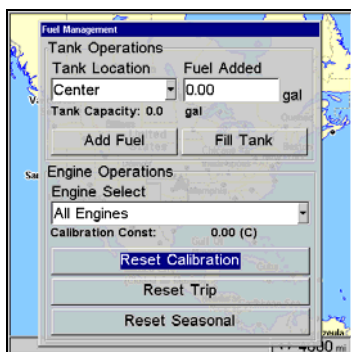 Fuel Management
Tank Operations
Tank Location Fuel Added
Center 0.00 gal
Tank Capacity: 0.0 gal
Add Fuel Fill Tank
Engine Operations
Engine Select
All Engines
Calibration Const: 0.00 (C)
Reset Calibration
Reset Trip
Reset Seasonal
mi